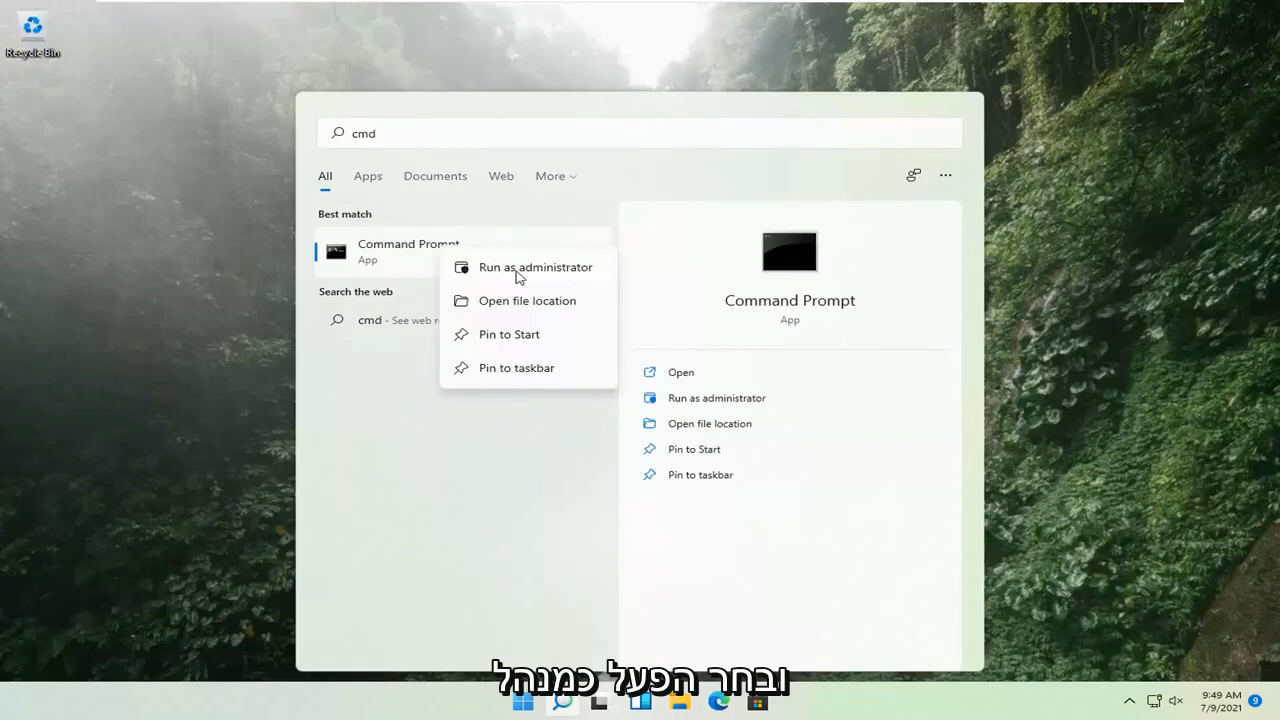 Recycle Bin
cmd
All Apps Documents Web More
Best match
Command Prompt
App
Search the web
cmd - See web
Run as administrator
Open file location
Pin to Start
Pin to taskbar
Command Prompt
App
Open
Run as administrator
Open file location
Pin to Start
Pin to taskbar
ובחר הפעל כמנהל
9:49 AM
7/9/2021
9